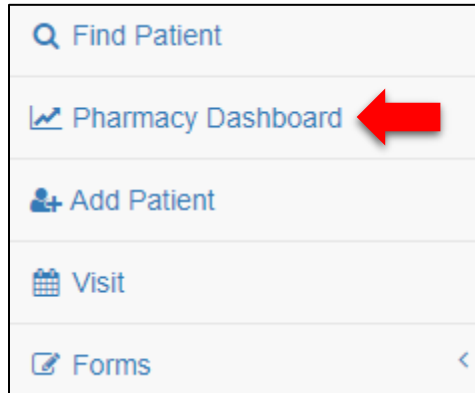 Find Patient
Pharmacy Dashboard
Add Patient
Visit
Forms